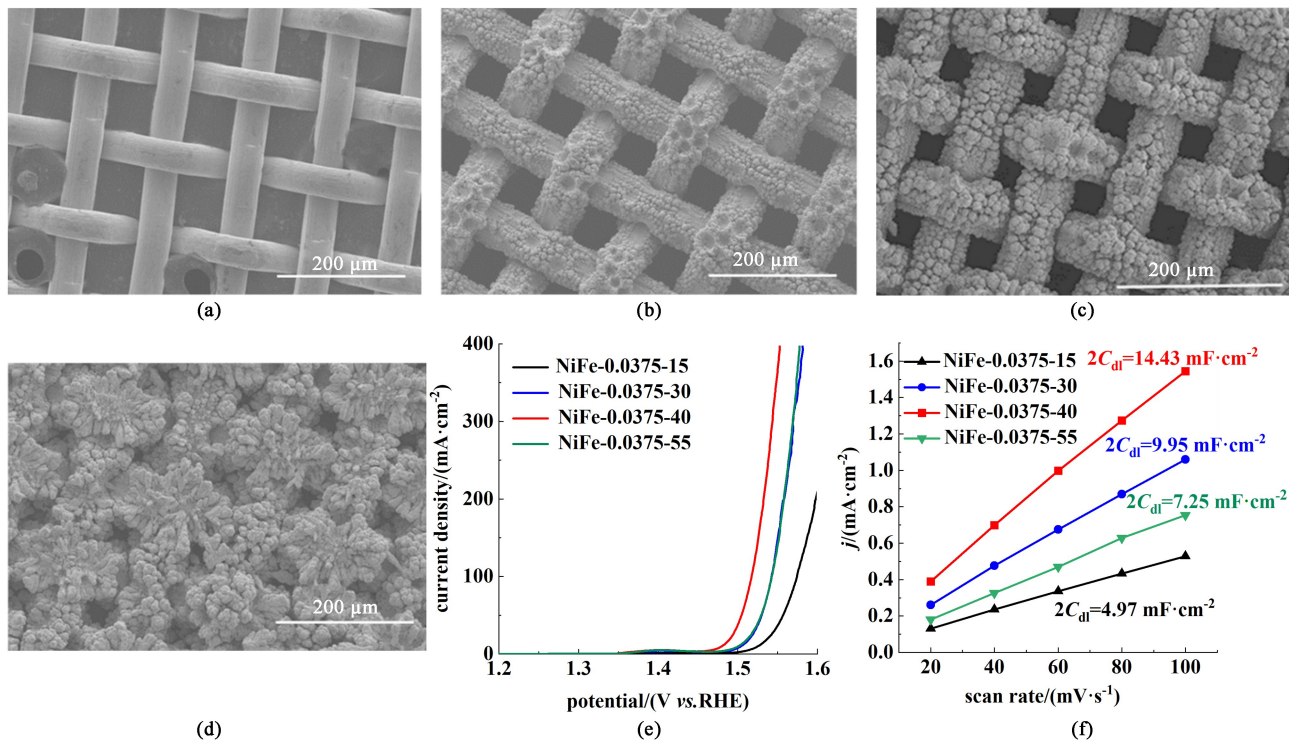 200 μm
200 μm
200 μm
(a)
(b)
(c)
200 μm
(d)
400
300
200
100
0
1.2
1.3
1.4
1.5
1.6
current density/(mA·cm⁻²)
potential/(V vs.RHE)
NiFe-0.0375-15
NiFe-0.0375-30
NiFe-0.0375-40
NiFe-0.0375-55
(e)
1.6
1.4
1.2
1.0
0.8
0.6
0.4
0.2
0.0
20
40
60
80
100
j/(mA·cm⁻²)
scan rate/(mV·s⁻¹)
NiFe-0.0375-15
NiFe-0.0375-30
NiFe-0.0375-40
NiFe-0.0375-55
2Cdl=14.43 mF·cm⁻²
2Cdl=9.95 mF·cm⁻²
2Cdl=7.25 mF·cm⁻²
2Cdl=4.97 mF·cm⁻²
(f)